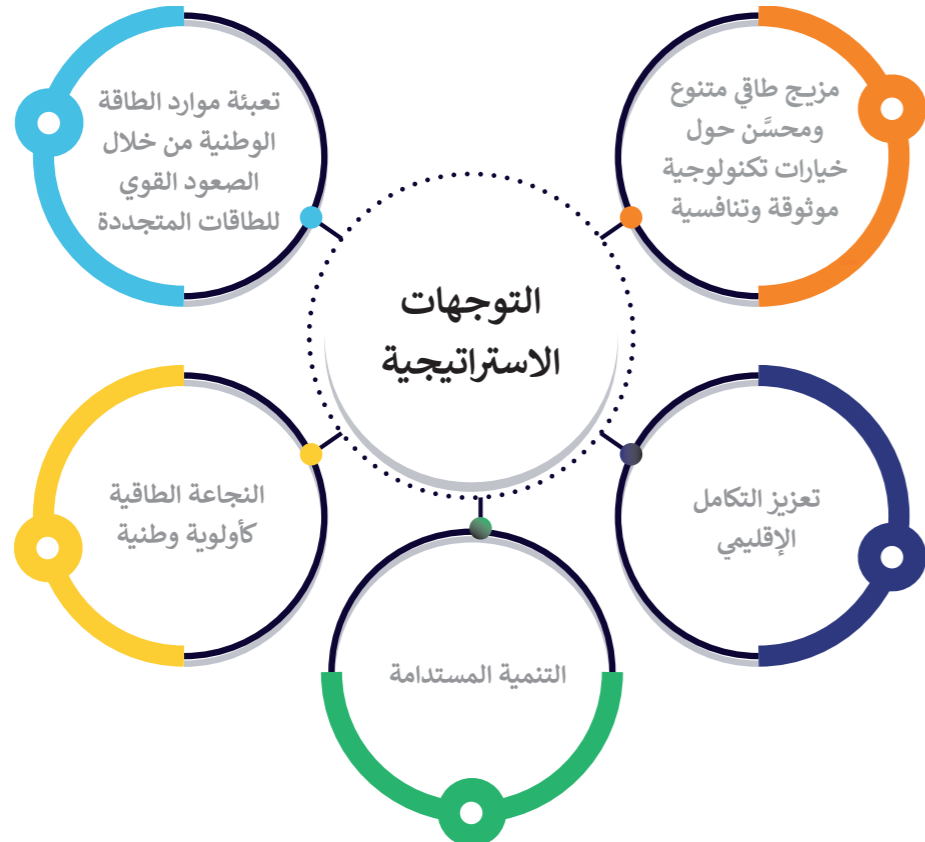 مزيج طاقي متنوع
ومحسَّن حول
خيارات تكنولوجية
موثوقة وتنافسية
تعبئة موارد الطاقة
الوطنية من خلال
الصعود القوي
للطاقات المتجددة
التوجهات
الاستراتيجية
تعزيز التكامل
الإقليمي
النجاعة الطاقية
كأولوية وطنية
التنمية المستدامة